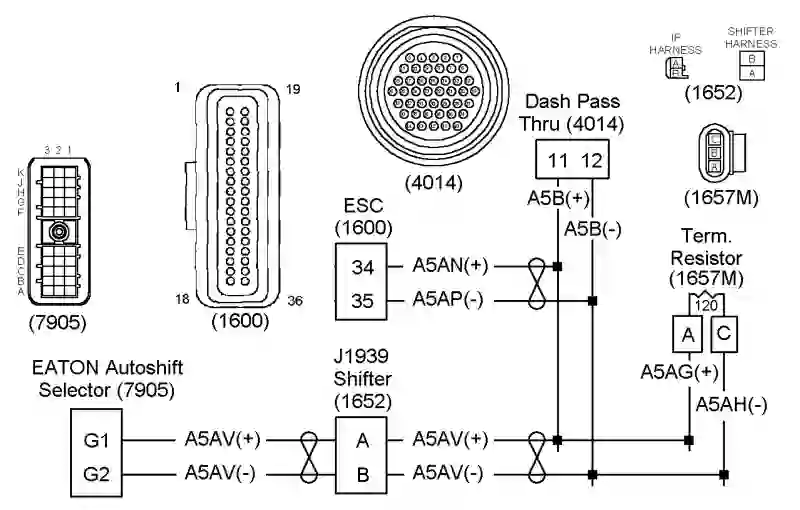 IP
HARNESS
A
B
SHIFTER
HARNESS
B
A
(1652)
1
19
Dash Pass
Thru (4014)
11 12
(4014)
C
B
A
(1657M)
3 2 1
K
J
H
G
F
E
D
C
B
A
(7905)
18
36
(1600)
A5B(+)
A5B(-)
ESC
(1600)
34
A5AN(+)
35
A5AP(-)
Term.
Resistor
(1657M)
120
A
C
A5AG(+)
A5AH(-)
EATON Autoshift
Selector (7905)
J1939
Shifter
(1652)
G1
A5AV(+)
A
A5AV(+)
G2
A5AV(-)
B
A5AV(-)